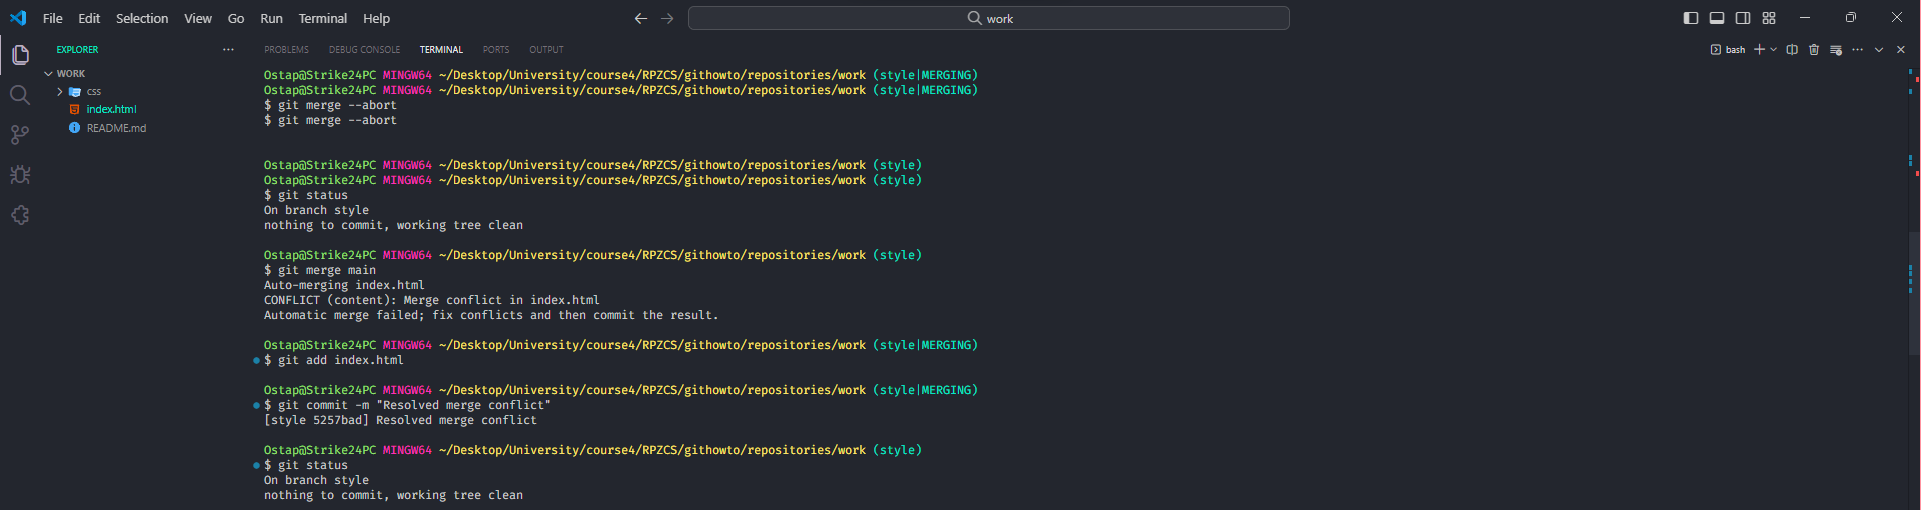 File Edit Selection View Go Run Terminal Help
work
EXPLORER
WORK
css
index.html
README.md
PROBLEMS DEBUG CONSOLE TERMINAL PORTS OUTPUT
bash
Ostap@Strike24PC MINGW64 ~/Desktop/University/course4/RPZCS/githowto/repositories/work (style|MERGING)
Ostap@Strike24PC MINGW64 ~/Desktop/University/course4/RPZCS/githowto/repositories/work (style|MERGING)
$ git merge --abort
$ git merge --abort
Ostap@Strike24PC MINGW64 ~/Desktop/University/course4/RPZCS/githowto/repositories/work (style)
Ostap@Strike24PC MINGW64 ~/Desktop/University/course4/RPZCS/githowto/repositories/work (style)
$ git status
On branch style
nothing to commit, working tree clean
Ostap@Strike24PC MINGW64 ~/Desktop/University/course4/RPZCS/githowto/repositories/work (style)
$ git merge main
Auto-merging index.html
CONFLICT (content): Merge conflict in index.html
Automatic merge failed; fix conflicts and then commit the result.
Ostap@Strike24PC MINGW64 ~/Desktop/University/course4/RPZCS/githowto/repositories/work (style|MERGING)
$ git add index.html
Ostap@Strike24PC MINGW64 ~/Desktop/University/course4/RPZCS/githowto/repositories/work (style|MERGING)
$ git commit -m "Resolved merge conflict"
[style 5257bad] Resolved merge conflict
Ostap@Strike24PC MINGW64 ~/Desktop/University/course4/RPZCS/githowto/repositories/work (style)
$ git status
On branch style
nothing to commit, working tree clean